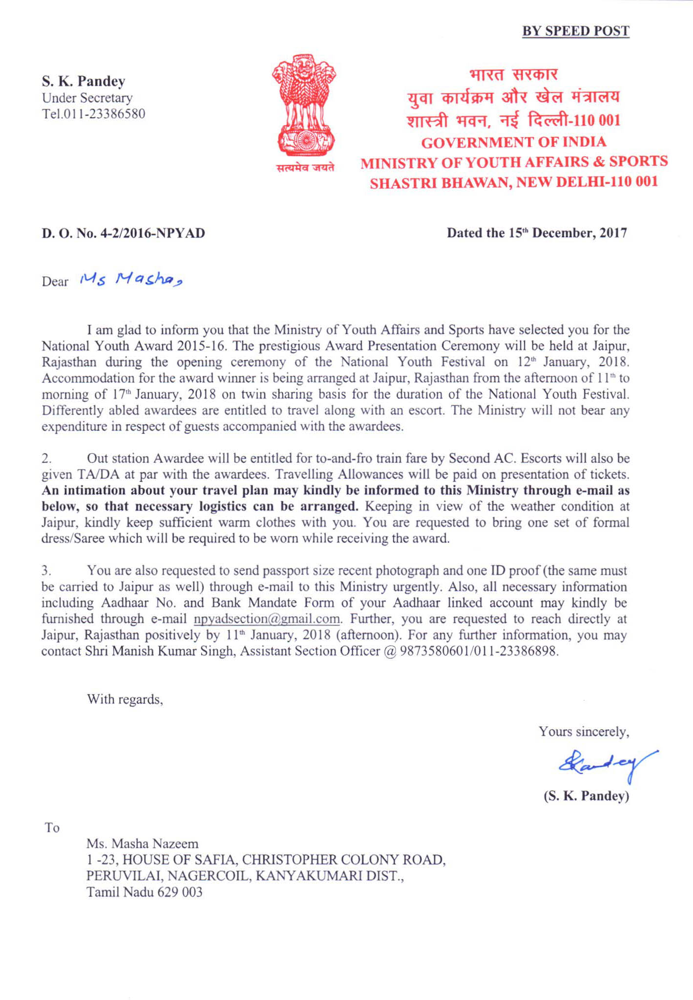 BY SPEED POST
S. K. Pandey
Under Secretary
Tel.011-23386580
सत्यमेव जयते
भारत सरकार
युवा कार्यक्रम और खेल मंत्रालय
शास्त्री भवन, नई दिल्ली-110 001
GOVERNMENT OF INDIA
MINISTRY OF YOUTH AFFAIRS & SPORTS
SHASTRI BHAWAN, NEW DELHI-110 001
D. O. No. 4-2/2016-NPYAD
Dated the 15th December, 2017
Dear Ms Masha,
I am glad to inform you that the Ministry of Youth Affairs and Sports have selected you for the
National Youth Award 2015-16. The prestigious Award Presentation Ceremony will be held at Jaipur,
Rajasthan during the opening ceremony of the National Youth Festival on 12th January, 2018.
Accommodation for the award winner is being arranged at Jaipur, Rajasthan from the afternoon of 11th to
morning of 17th January, 2018 on twin sharing basis for the duration of the National Youth Festival.
Differently abled awardees are entitled to travel along with an escort. The Ministry will not bear any
expenditure in respect of guests accompanied with the awardees.
2. Out station Awardee will be entitled for to-and-fro train fare by Second AC. Escorts will also be
given TA/DA at par with the awardees. Travelling Allowances will be paid on presentation of tickets.
An intimation about your travel plan may kindly be informed to this Ministry through e-mail as
below, so that necessary logistics can be arranged. Keeping in view of the weather condition at
Jaipur, kindly keep sufficient warm clothes with you. You are requested to bring one set of formal
dress/Saree which will be required to be worn while receiving the award.
3. You are also requested to send passport size recent photograph and one ID proof (the same must
be carried to Jaipur as well) through e-mail to this Ministry urgently. Also, all necessary information
including Aadhaar No. and Bank Mandate Form of your Aadhaar linked account may kindly be
furnished through e-mail npyadsection@gmail.com. Further, you are requested to reach directly at
Jaipur, Rajasthan positively by 11th January, 2018 (afternoon). For any further information, you may
contact Shri Manish Kumar Singh, Assistant Section Officer @ 9873580601/011-23386898.
With regards,
Yours sincerely,
SKandey
(S. K. Pandey)
To
Ms. Masha Nazeem
1 -23, HOUSE OF SAFIA, CHRISTOPHER COLONY ROAD,
PERUVILAI, NAGERCOIL, KANYAKUMARI DIST.,
Tamil Nadu 629 003